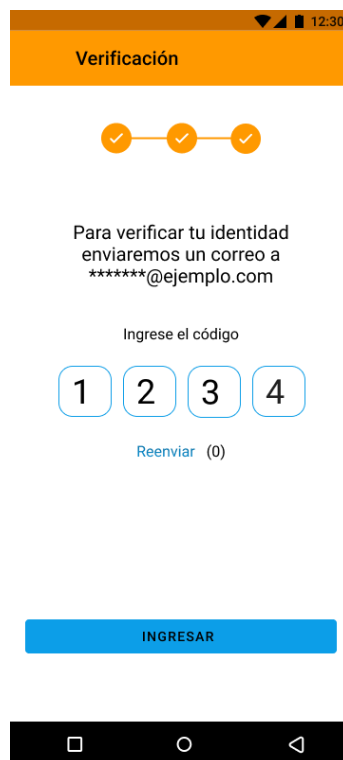 12:30
Verificación
Para verificar tu identidad
enviaremos un correo a
*******@ejemplo.com
Ingrese el código
1 2 3 4
Reenviar (0)
INGRESAR